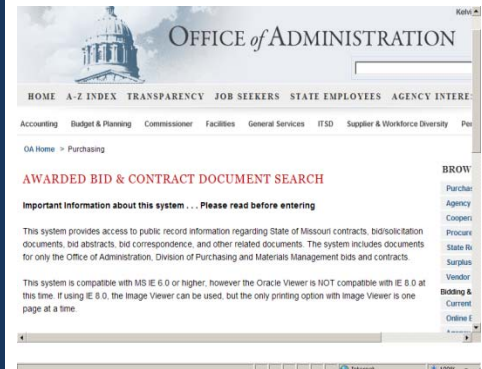 Kelvi
OFFICE of ADMINISTRATION
HOME A-Z INDEX TRANSPARENCY JOB SEEKERS STATE EMPLOYEES AGENCY INTERE
Accounting Budget & Planning Commissioner Facilities General Services ITSD Supplier & Workforce Diversity Per
OA Home > Purchasing
AWARDED BID & CONTRACT DOCUMENT SEARCH
Important Information about this system . . . Please read before entering
This system provides access to public record information regarding State of Missouri contracts, bid/solicitation
documents, bid abstracts, bid correspondence, and other related documents. The system includes documents
for only the Office of Administration, Division of Purchasing and Materials Management bids and contracts.
This system is compatible with MS IE 6.0 or higher, however the Oracle Viewer is NOT compatible with IE 8.0 at
this time. If using IE 8.0, the Image Viewer can be used, but the only printing option with Image Viewer is one
page at a time.
BROW
Purchas
Agency
Coopera
Procure
State Re
Surplus
Vendor
Bidding &
Current
Online B
Internet 100%